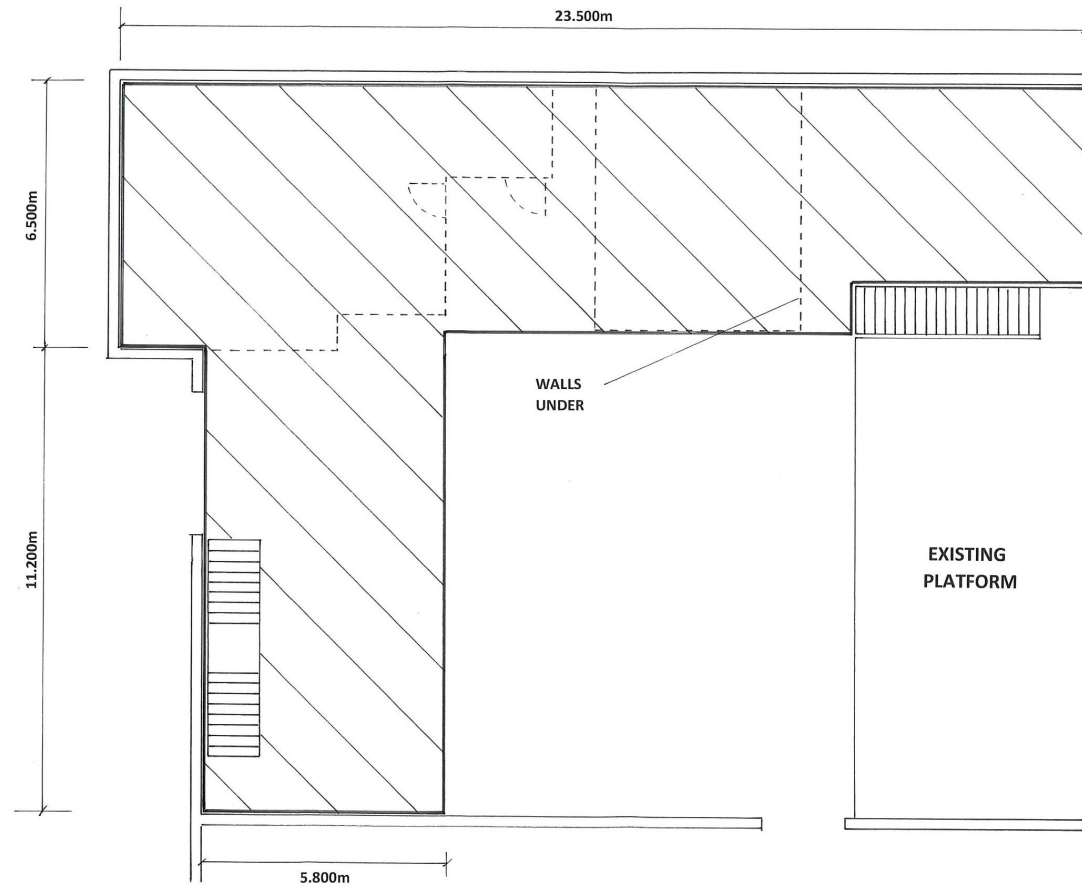 23.500m
6.500m
WALLS
UNDER
11.200m
EXISTING
PLATFORM
5.800m